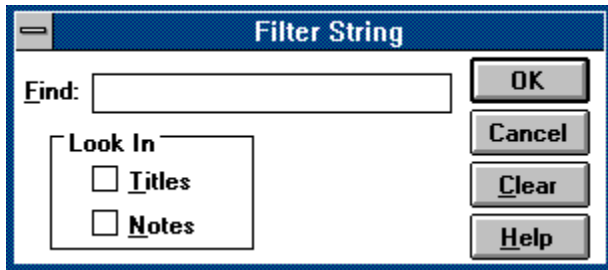 Filter String
Find:
OK
Look In
Cancel
Titles
Clear
Notes
Help